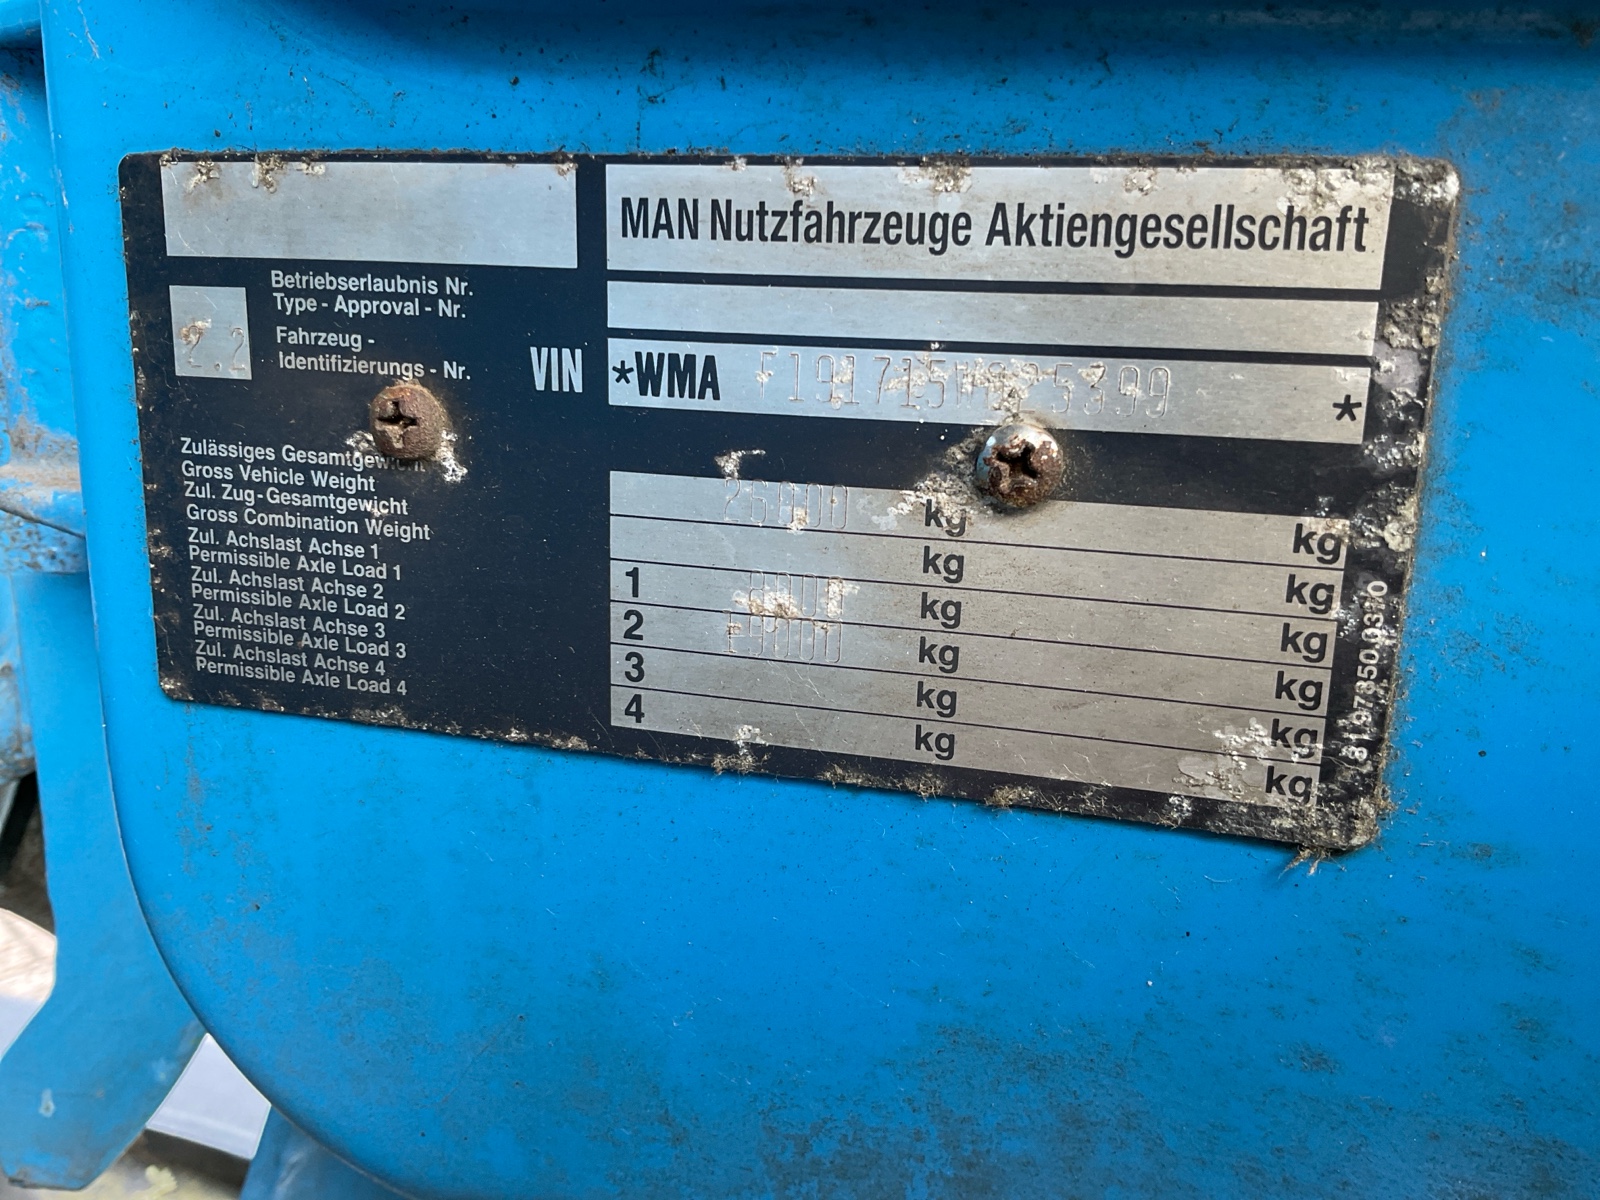 MAN Nutzfahrzeuge Aktiengesellschaft
Betriebserlaubnis Nr.
Type - Approval - Nr.
2.2
Fahrzeug -
Identifizierungs - Nr.
VIN *WMA *
Zulässiges Gesamtgewicht
Gross Vehicle Weight
26000 kg kg
Zul. Zug-Gesamtgewicht
Gross Combination Weight
kg kg
Zul. Achslast Achse 1
Permissible Axle Load 1
1 kg kg
Zul. Achslast Achse 2
Permissible Axle Load 2
2 19000 kg kg
Zul. Achslast Achse 3
Permissible Axle Load 3
3 kg kg
Zul. Achslast Achse 4
Permissible Axle Load 4
4 kg kg